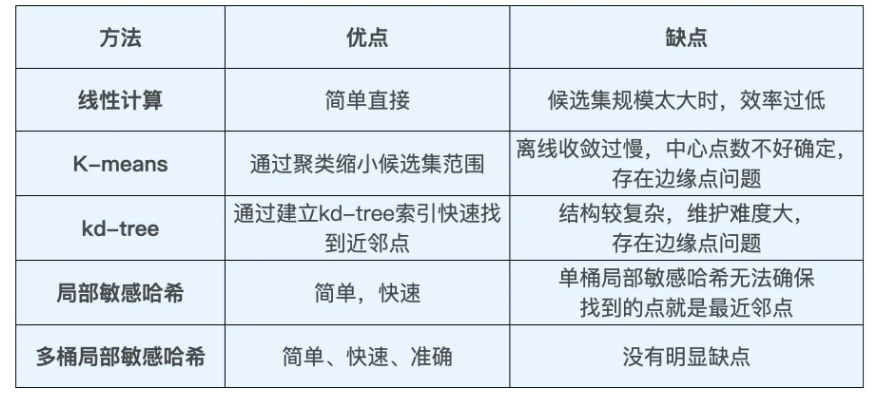 方法 优点 缺点
线性计算 简单直接 候选集规模太大时，效率过低
K-means 通过聚类缩小候选集范围 离线收敛过慢，中心点数不好确定，
存在边缘点问题
kd-tree 通过建立kd-tree索引快速找
到近邻点
结构较复杂，维护难度大，
存在边缘点问题
局部敏感哈希 简单，快速 单桶局部敏感哈希无法确保
找到的点就是最近邻点
多桶局部敏感哈希 简单、快速、准确 没有明显缺点